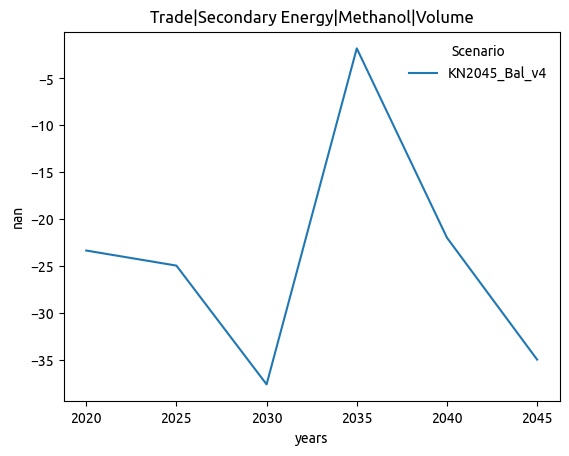 Trade|Secondary Energy|Methanol|Volume
Scenario
KN2045_Bal_v4
−5
−10
−15
−20
−25
−30
−35
nan
2020 2025 2030 2035 2040 2045
years